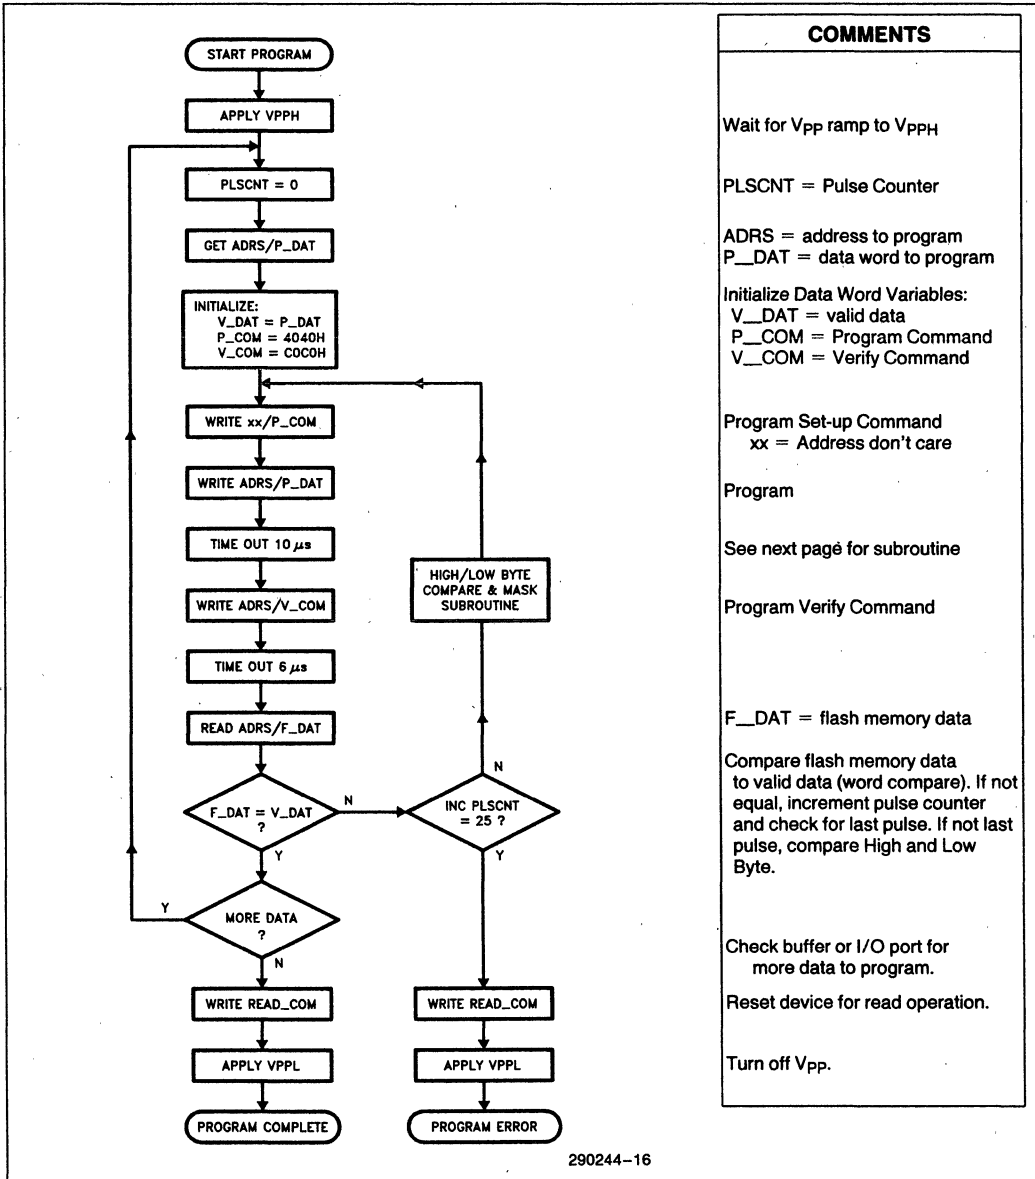 START PROGRAM
APPLY VPPH
PLSCNT = 0
GET ADRS/P_DAT
INITIALIZE:
V_DAT = P_DAT
P_COM = 4040H
V_COM = C0C0H
WRITE xx/P_COM
WRITE ADRS/P_DAT
TIME OUT 10 μs
WRITE ADRS/V_COM
TIME OUT 6 μs
READ ADRS/F_DAT
F_DAT = V_DAT
?
N
Y
MORE DATA
?
Y
N
WRITE READ_COM
APPLY VPPL
PROGRAM COMPLETE
HIGH/LOW BYTE
COMPARE & MASK
SUBROUTINE
N
INC PLSCNT
= 25 ?
Y
WRITE READ_COM
APPLY VPPL
PROGRAM ERROR
290244–16
COMMENTS
Wait for VPP ramp to VPPH
PLSCNT = Pulse Counter
ADRS = address to program
P__DAT = data word to program
Initialize Data Word Variables:
V__DAT = valid data
P__COM = Program Command
V__COM = Verify Command
Program Set-up Command
xx = Address don't care
Program
See next page for subroutine
Program Verify Command
F__DAT = flash memory data
Compare flash memory data
to valid data (word compare). If not
equal, increment pulse counter
and check for last pulse. If not last
pulse, compare High and Low
Byte.
Check buffer or I/O port for
more data to program.
Reset device for read operation.
Turn off VPP.